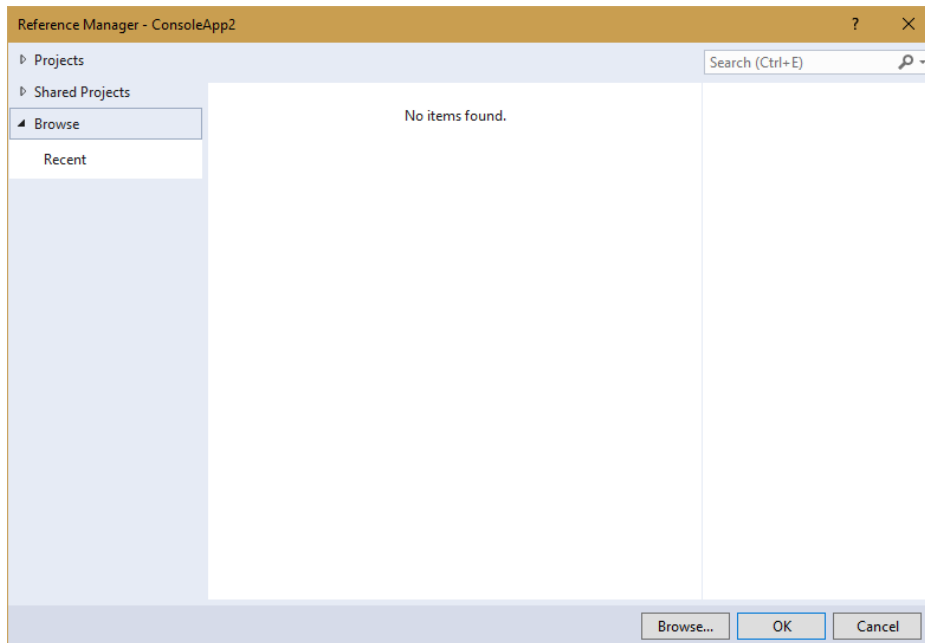 Reference Manager - ConsoleApp2
?
Projects
Search (Ctrl+E)
Shared Projects
Browse
No items found.
Recent
Browse... OK Cancel